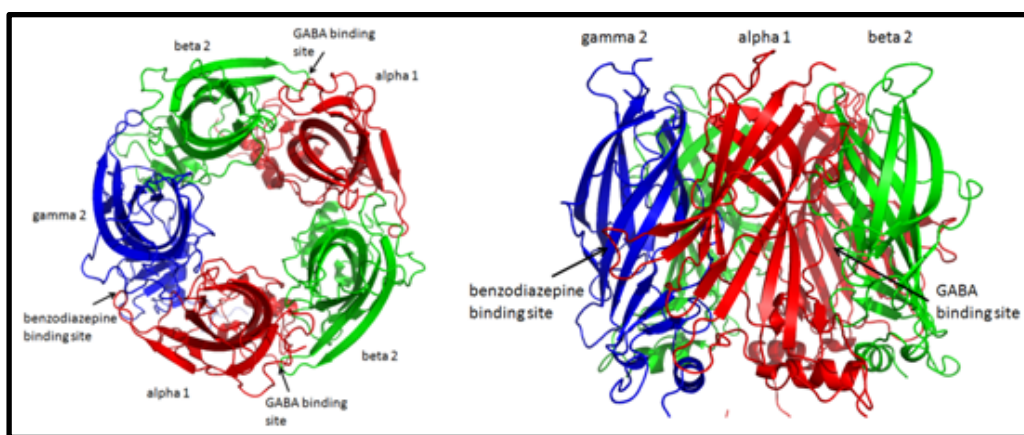 beta 2
GABA binding
site
alpha 1
gamma 2
benzodiazepine
binding site
beta 2
alpha 1
GABA binding
site
gamma 2
alpha 1
beta 2
benzodiazepine
binding site
GABA
binding site